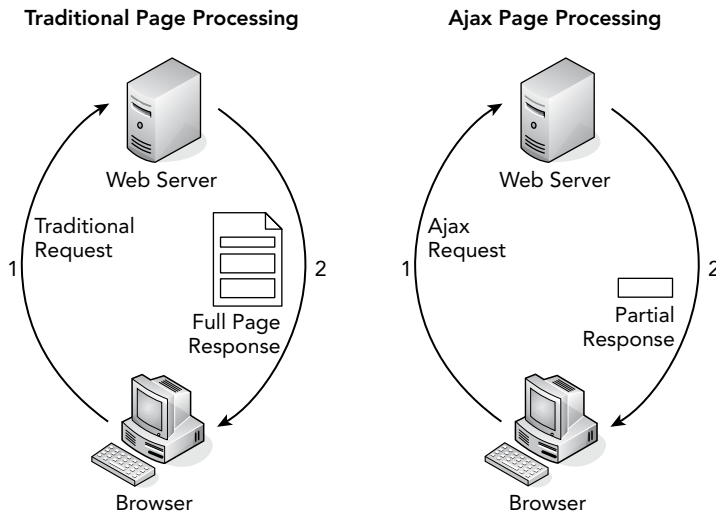 Traditional Page Processing
Web Server
Traditional
Request
1
2
Full Page
Response
Browser
Ajax Page Processing
Web Server
Ajax
Request
1
2
Partial
Response
Browser